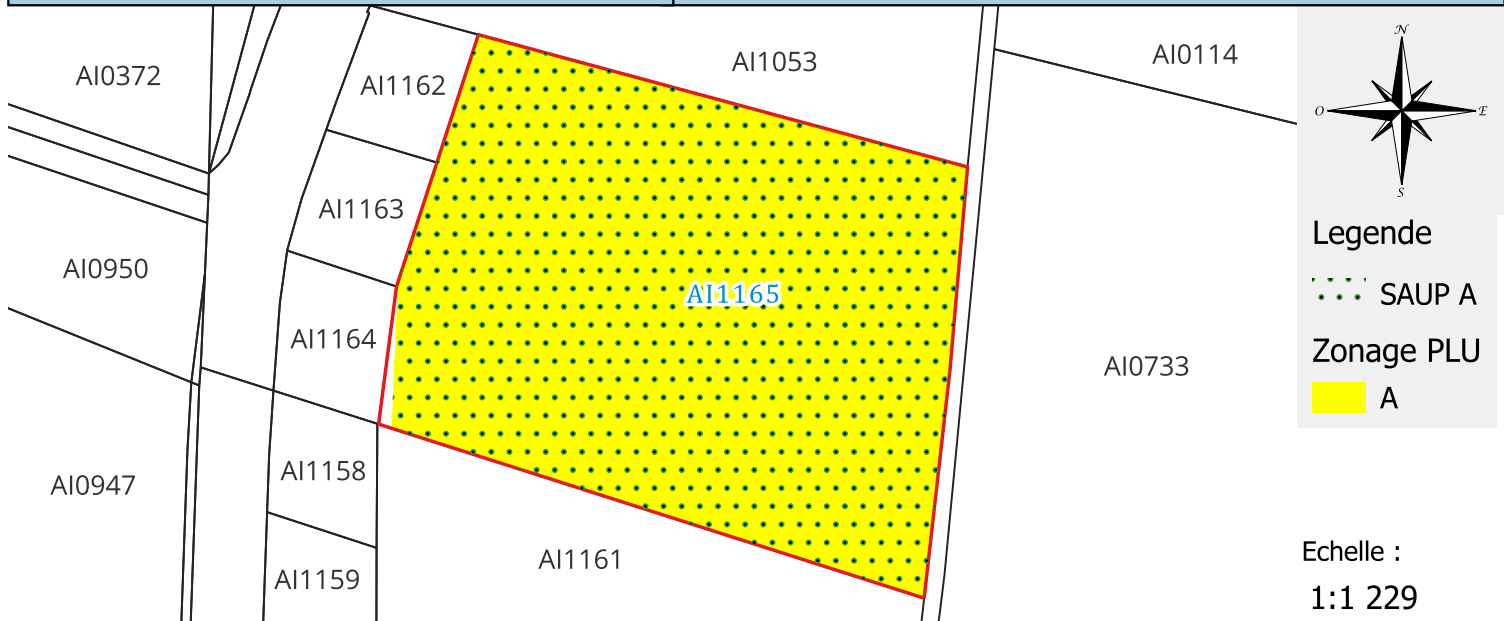 AI0372
AI1162
AI1053
AI0114
N
O
E
S
AI1163
Legende
AI0950
AI1165
SAUP A
AI1164
Zonage PLU
AI0733
A
AI0947
AI1158
AI1161
Echelle :
AI1159
1:1 229